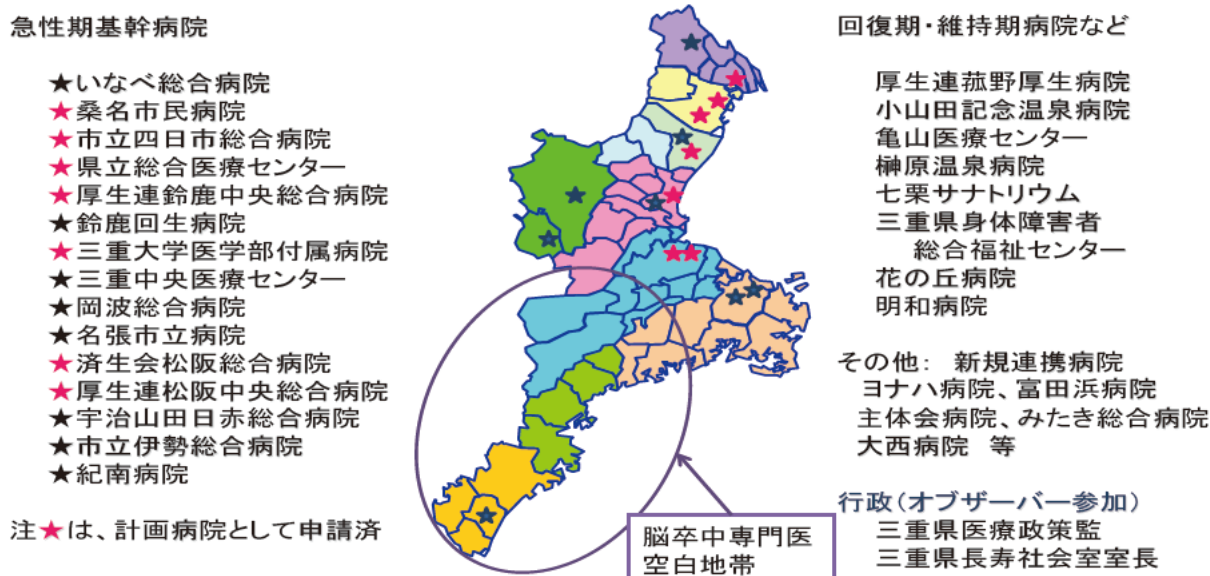 急性期基幹病院
★いなべ総合病院
★桑名市民病院
★市立四日市総合病院
★県立総合医療センター
★厚生連鈴鹿中央総合病院
★鈴鹿回生病院
★三重大学医学部付属病院
★三重中央医療センター
★岡波総合病院
★名張市立病院
★済生会松阪総合病院
★厚生連松阪中央総合病院
★宇治山田日赤総合病院
★市立伊勢総合病院
★紀南病院
注★は、計画病院として申請済
脳卒中専門医
空白地帯
回復期・維持期病院など
厚生連菰野厚生病院
小山田記念温泉病院
亀山医療センター
榊原温泉病院
七栗サナトリウム
三重県身体障害者
総合福祉センター
花の丘病院
明和病院
その他： 新規連携病院
ヨナハ病院、富田浜病院
主体会病院、みたき総合病院
大西病院 等
行政(オブザーバー参加)
三重県医療政策監
三重県長寿社会室室長